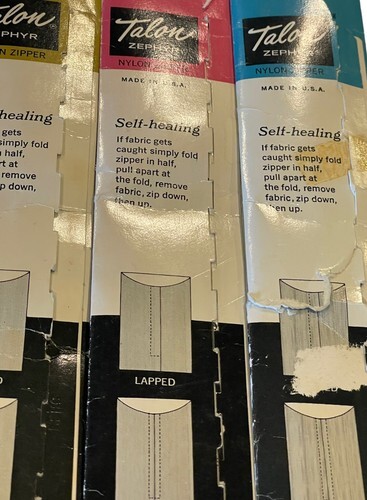 Talon
ZEPHYR
ZIPPER
gets
simply fold
in half,
art at
remove
zip down,
Talon
ZEPHYR
NYLON ZIPPER
MADE IN U.S.A.
Self-healing
If fabric gets
caught simply fold
zipper in half,
pull apart at
the fold, remove
fabric, zip down,
then up.
LAPPED
Talon
ZEPHYR
NYLON ZIPPER
MADE IN U.S.A.
Self-healing
If fabric gets
caught simply fold
zipper in half,
pull apart at
the fold, remove
fabric, zip down,
then up.